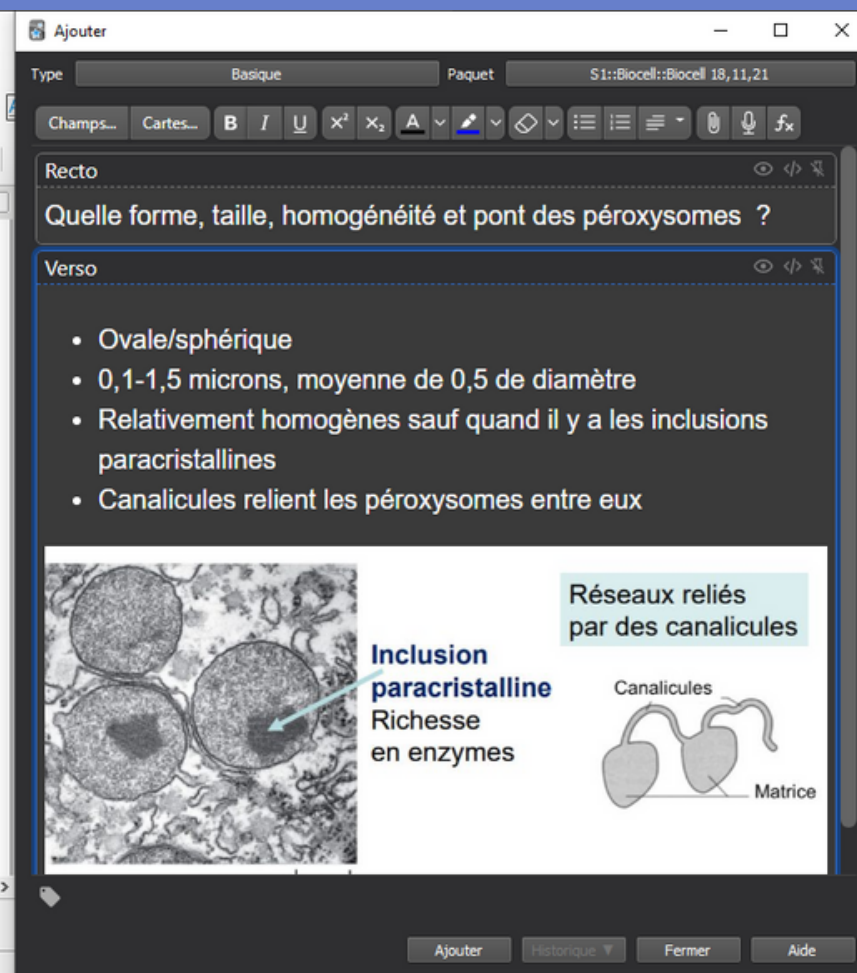 Ajouter
Type Basique Paquet S1::Biocell::Biocell 18,11,21
Champs... Cartes... B I U X² X₂ A fx
Recto
Quelle forme, taille, homogénéité et pont des péroxysomes ?
Verso
Ovale/sphérique
0,1-1,5 microns, moyenne de 0,5 de diamètre
Relativement homogènes sauf quand il y a les inclusions
paracristallines
Canalicules relient les péroxysomes entre eux
Réseaux reliés
par des canalicules
Inclusion
paracristalline
Richesse
en enzymes
Canalicules
Matrice
Ajouter Historique ▼ Fermer Aide